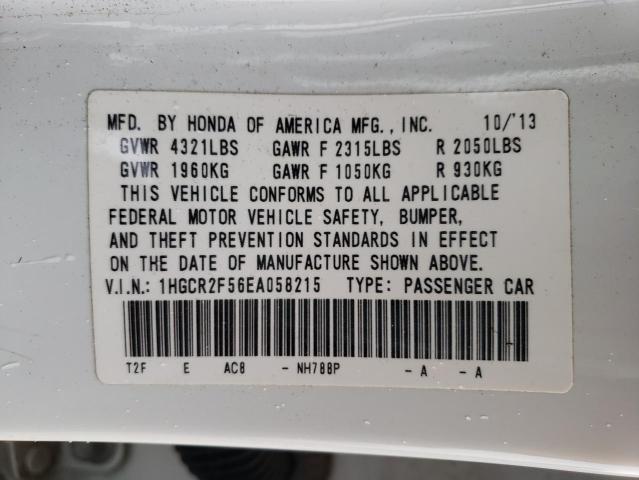 MFD. BY HONDA OF AMERICA MFG., INC. 10/'13
GVWR 4321LBS GAWR F 2315LBS R 2050LBS
GVWR 1960KG GAWR F 1050KG R 930KG
THIS VEHICLE CONFORMS TO ALL APPLICABLE
FEDERAL MOTOR VEHICLE SAFETY, BUMPER,
AND THEFT PREVENTION STANDARDS IN EFFECT
ON THE DATE OF MANUFACTURE SHOWN ABOVE.
V.I.N.: 1HGCR2F56EA058215 TYPE: PASSENGER CAR
T2F E AC8 - NH788P - A - A